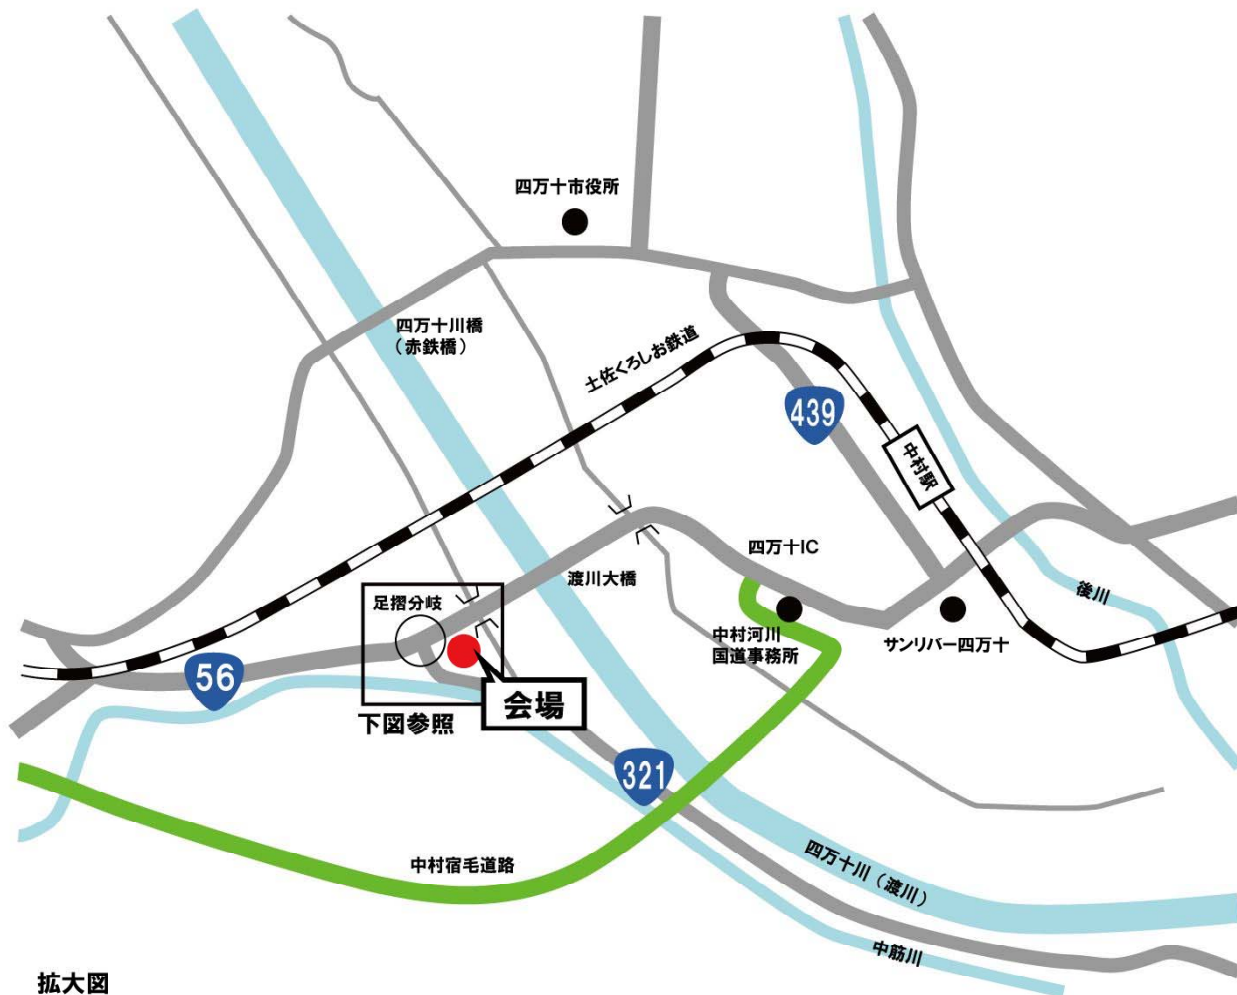 四万十市役所
四万十川橋
（赤鉄橋）
土佐くろしお鉄道
439
中村駅
四万十IC
渡川大橋
足摺分岐
後川
中村河川
国道事務所
サンリバー四万十
56
会場
下図参照
321
中村宿毛道路
四万十川（渡川）
中筋川
拡大図